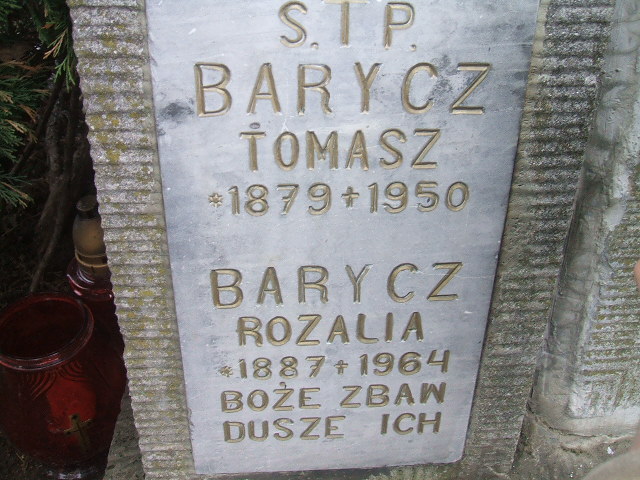 S.T P.
BARYCZ
TOMASZ
*1879+1950
BARYCZ
ROZALIA
*1887+1964
BOŻE ZBAW
DUSZE ICH